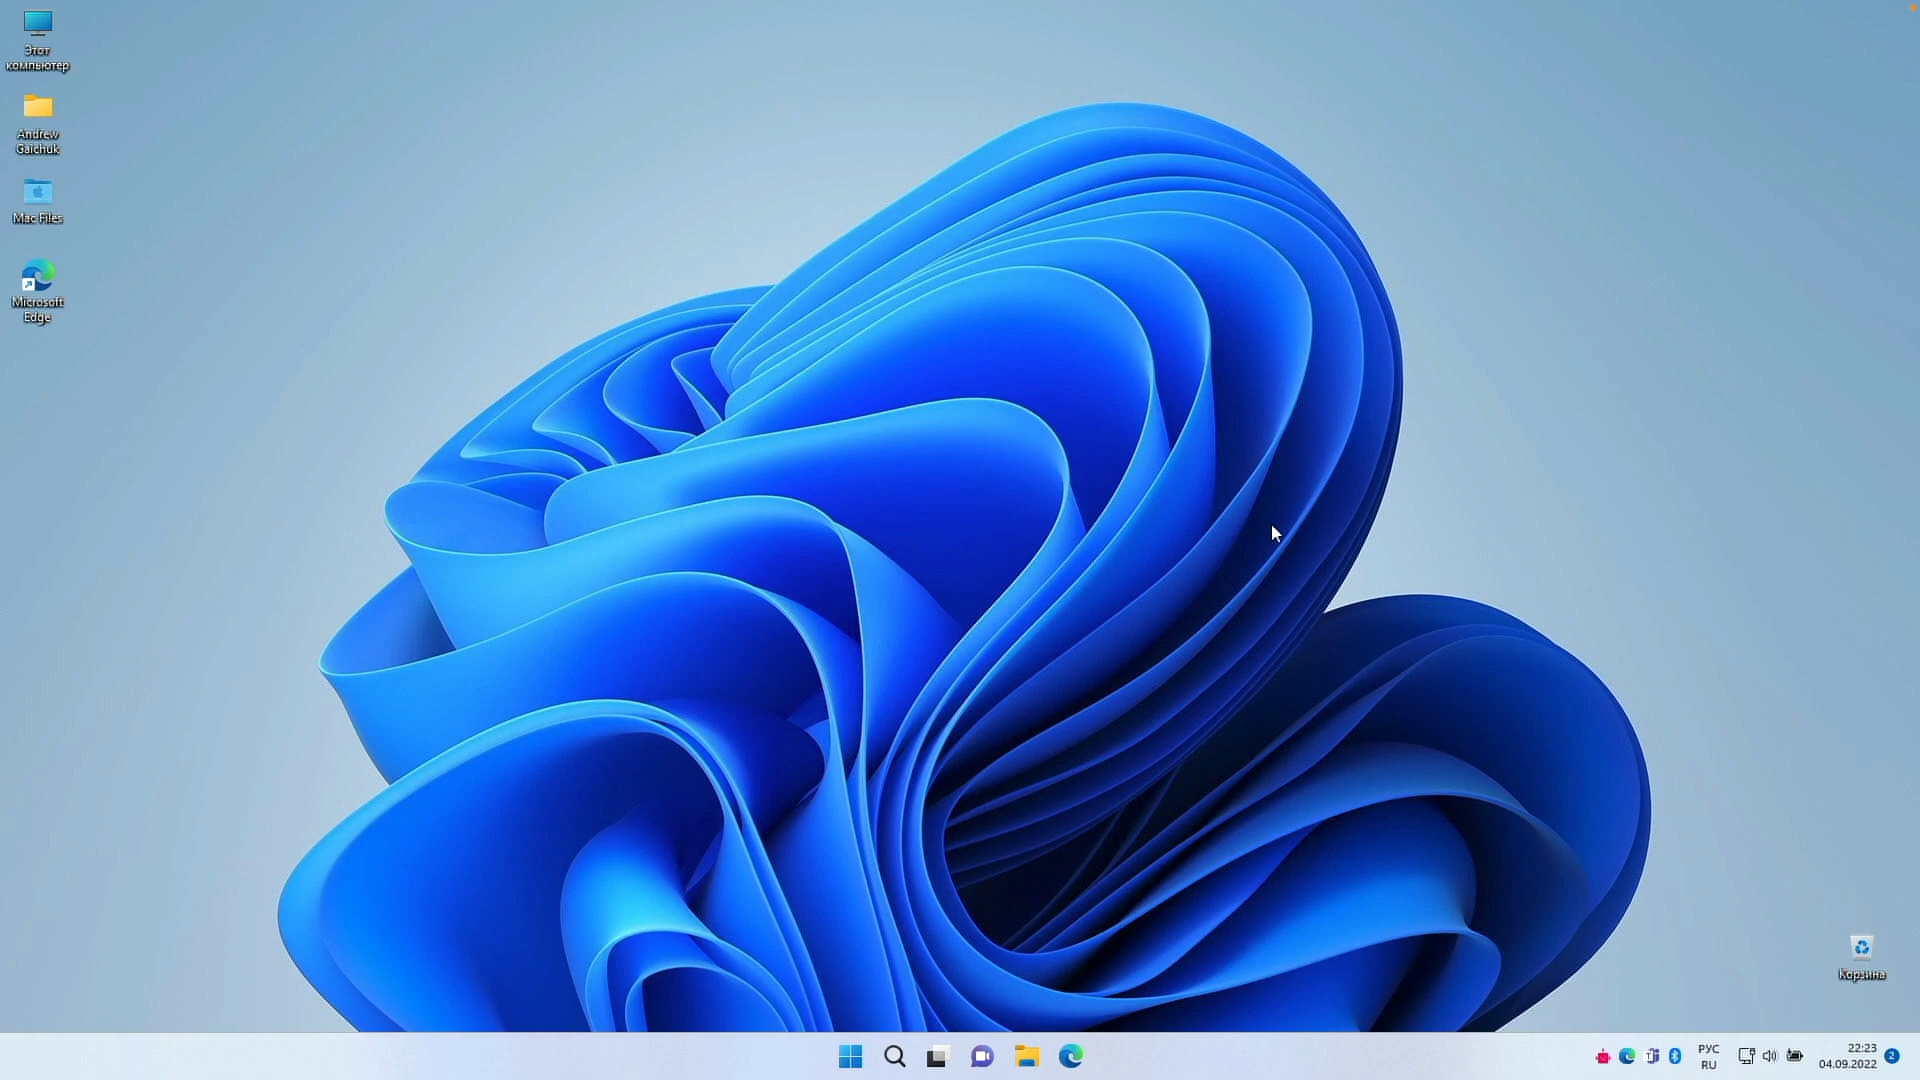 Этот
компьютер
Andrew
Gaichuk
Mac Files
Microsoft
Edge
Корзина
РУС
RU
22:23
04.09.2022
2